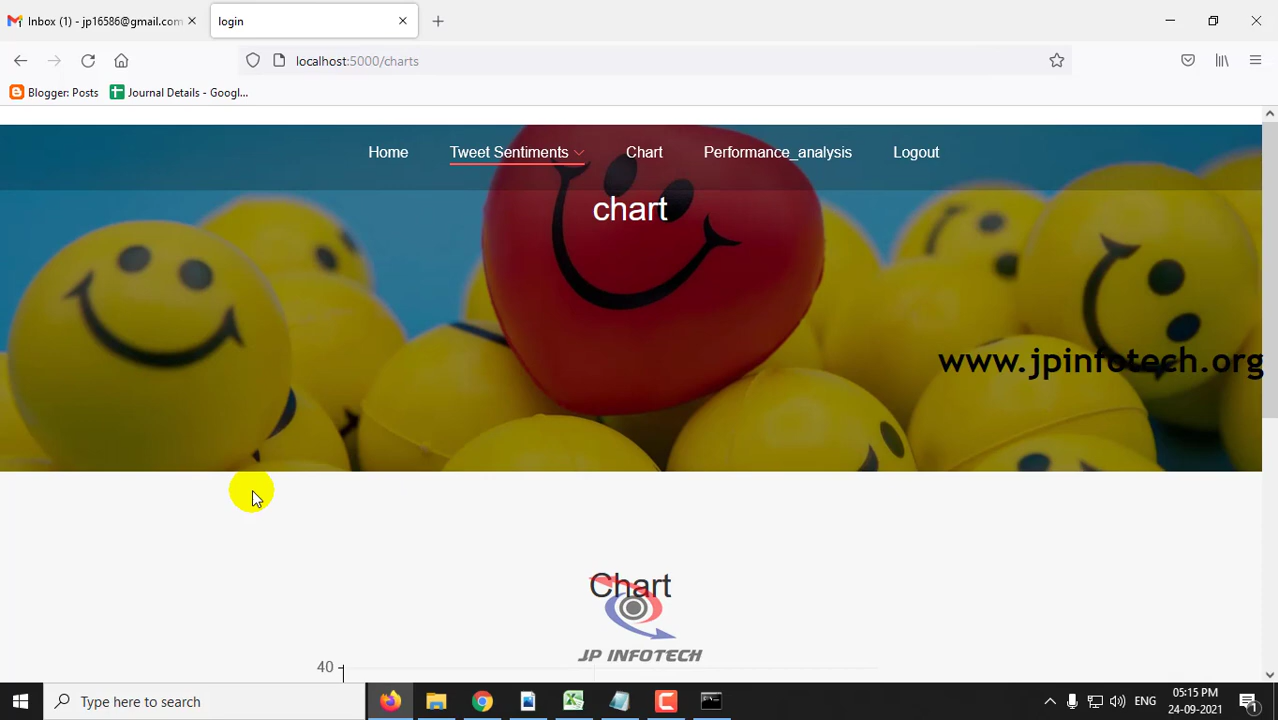 Inbox (1) - jp16586@gmail.com
login
localhost:5000/charts
Blogger: Posts
Journal Details - Googl...
Home
Tweet Sentiments
Chart
Performance_analysis
Logout
chart
www.jpinfotech.org
Chart
JP INFOTECH
40
Type here to search
ENG
05:15 PM
24-09-2021
1